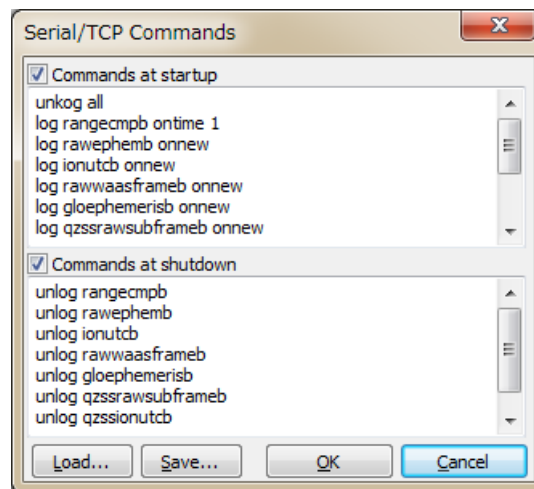 Serial/TCP Commands
Commands at startup
unkog all
log rangecmpb ontime 1
log rawephemb onnew
log ionutcb onnew
log rawwaasframeb onnew
log gloephemerisb onnew
log qzssrawsubframeb onnew
Commands at shutdown
unlog rangecmpb
unlog rawephemb
unlog ionutcb
unlog rawwaasframeb
unlog gloephemerisb
unlog qzssrawsubframeb
unlog qzssionutcb
Load... Save... OK Cancel